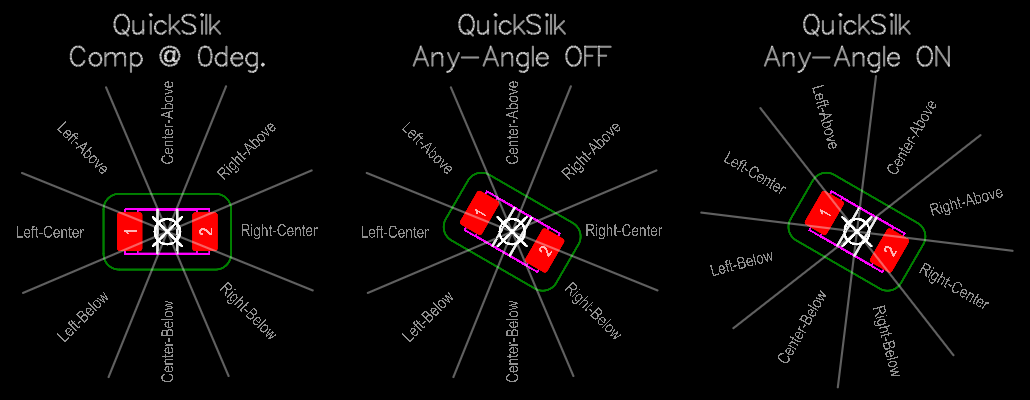 QuickSilk
Comp @ 0deg.
Center-Above
Left-Above
Right-Above
Left-Center
1
2
Right-Center
Left-Below
Right-Below
Center-Below
QuickSilk
Any-Angle OFF
Center-Above
Left-Above
Right-Above
Left-Center
1
2
Right-Center
Left-Below
Right-Below
Center-Below
QuickSilk
Any-Angle ON
Left-Above
Center-Above
Left-Center
Right-Above
1
2
Left-Below
Right-Center
Center-Below
Right-Below